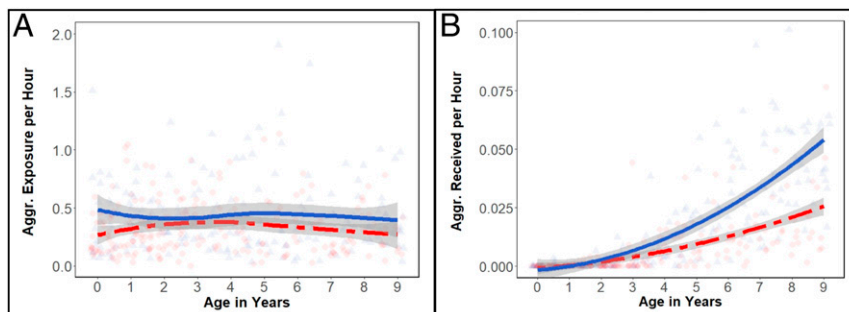 A
Aggr. Exposure per Hour
2.0
1.5
1.0
0.5
0.0
0 1 2 3 4 5 6 7 8 9
Age in Years
B
Aggr. Received per Hour
0.100
0.075
0.050
0.025
0.000
0 1 2 3 4 5 6 7 8 9
Age in Years